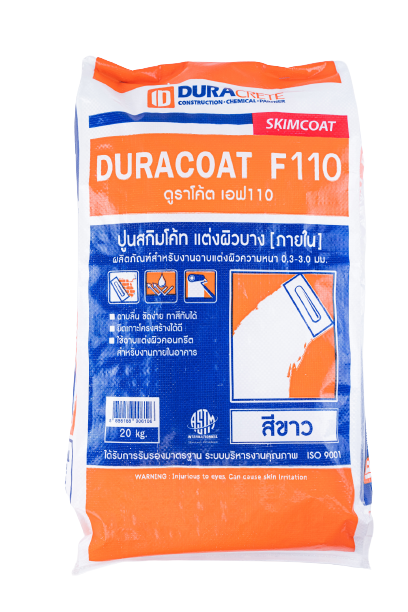 DURACRETE
CONSTRUCTION • CHEMICAL • PARTNER
SKIMCOAT
DURACOAT F110
ดูราโค้ต เอฟ110
ปูนสกิมโค้ท แต่งผิวบาง [ภายใน]
ผลิตภัณฑ์สำหรับงานฉาบแต่งผิวความหนา 0.3-3.0 มม.
ฉาบลื่น ขัดง่าย ทาสีทับได้
ยึดเกาะโครงสร้างได้ดี
ใช้ฉาบแต่งผิวคอนกรีต
สำหรับงานภายในอาคาร
20 kg.
ASTM
INTERNATIONAL
สีขาว
ได้รับการรับรองมาตรฐาน ระบบบริหารงานคุณภาพ ISO 9001
WARNING : Injurious to eyes. Can cause skin irritation